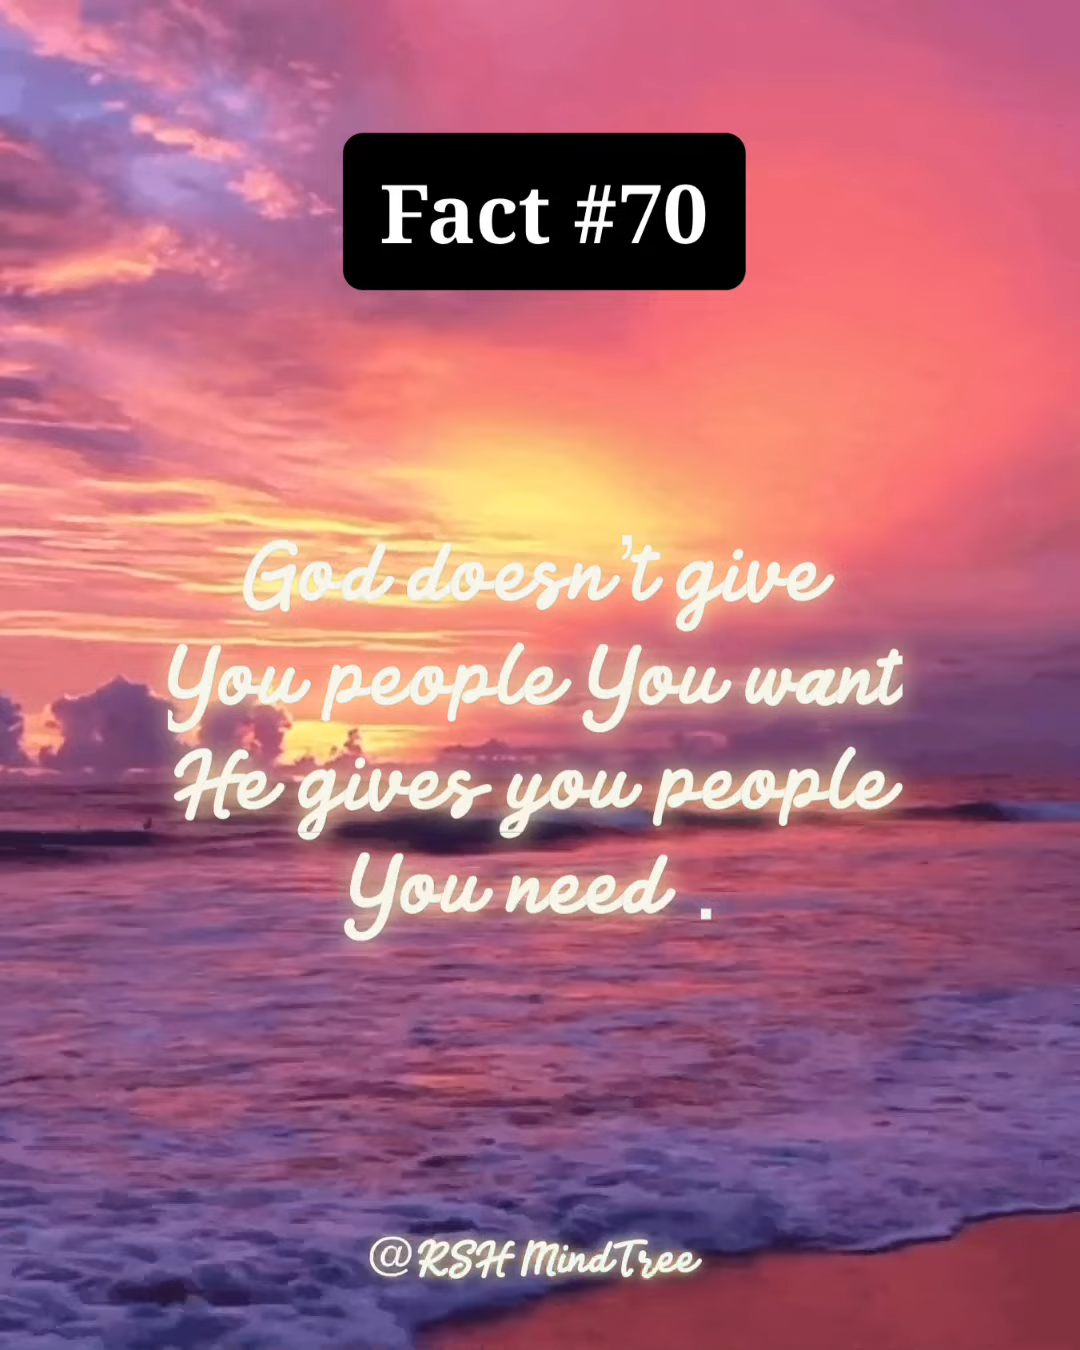 Fact #70
God doesn't give
You people You want
He gives you people
You need .
@RSH MindTree